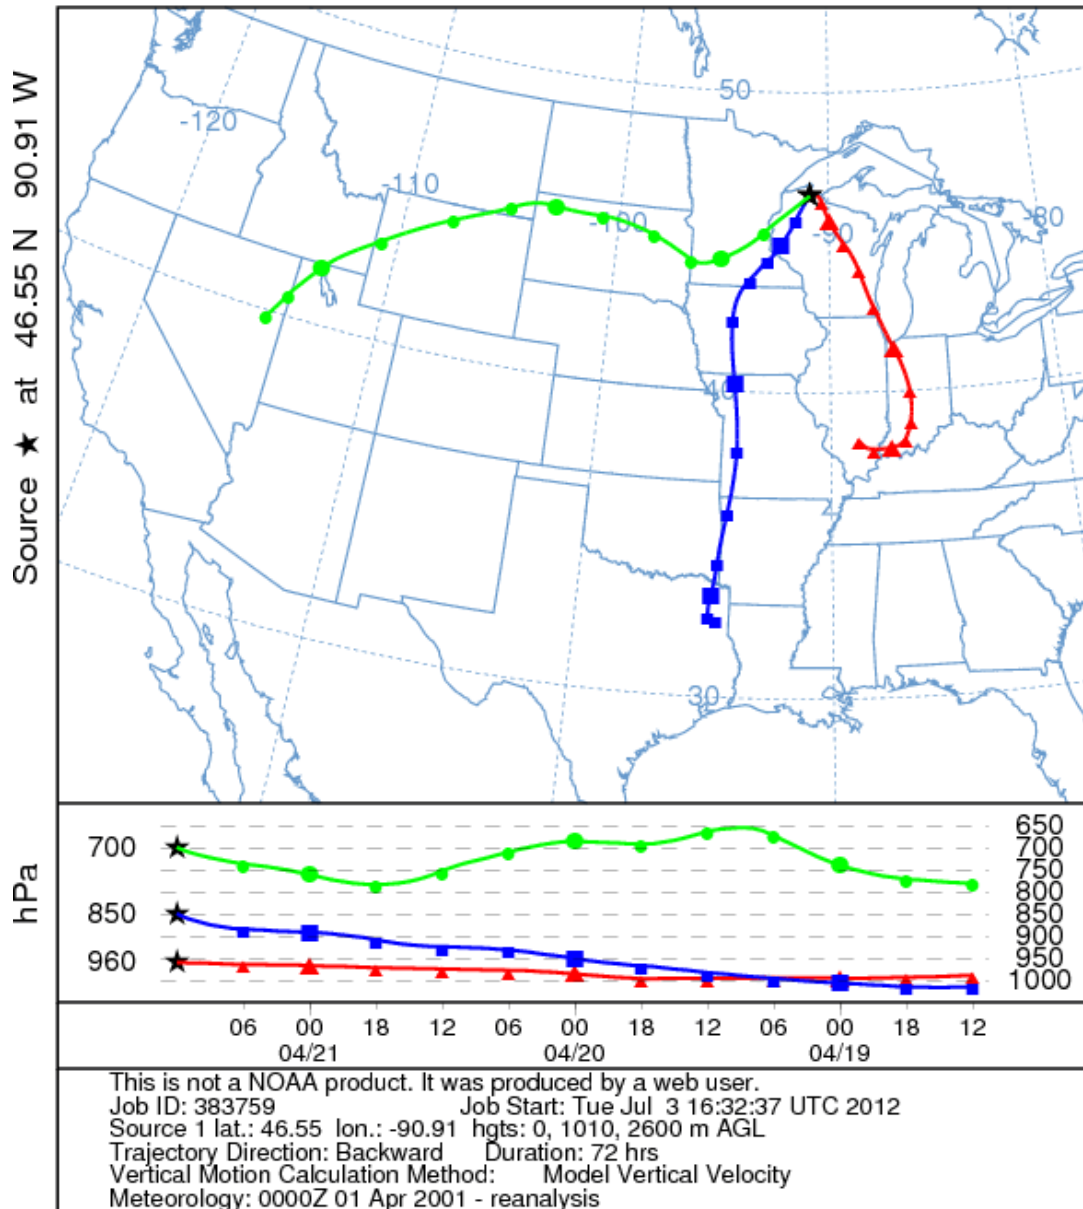 Source ★ at 46.55 N 90.91 W
50
-120
-110
-100
-90
-80
40
30
hPa
700
850
960
650
700
750
800
850
900
950
1000
06 00 18 12 06 00 18 12 06 00 18 12
04/21 04/20 04/19
This is not a NOAA product. It was produced by a web user.
Job ID: 383759 Job Start: Tue Jul 3 16:32:37 UTC 2012
Source 1 lat.: 46.55 lon.: -90.91 hgts: 0, 1010, 2600 m AGL
Trajectory Direction: Backward Duration: 72 hrs
Vertical Motion Calculation Method: Model Vertical Velocity
Meteorology: 0000Z 01 Apr 2001 - reanalysis